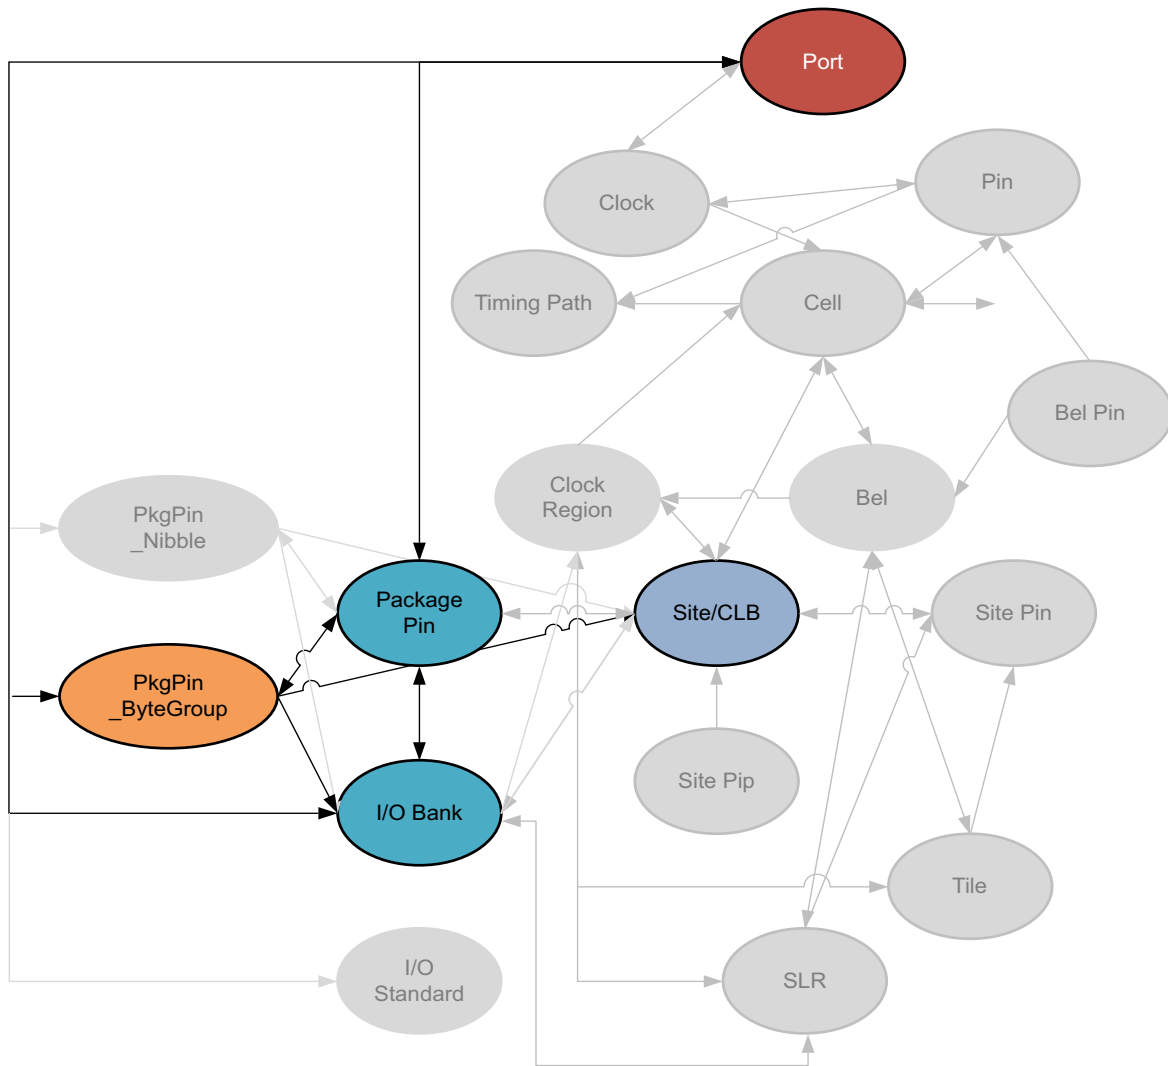 Port
Pin
Clock
Timing Path
Cell
Bel Pin
Clock
Region
Bel
PkgPin
_Nibble
Package
Pin
Site/CLB
Site Pin
PkgPin
_ByteGroup
I/O Bank
Site Pip
Tile
I/O
Standard
SLR